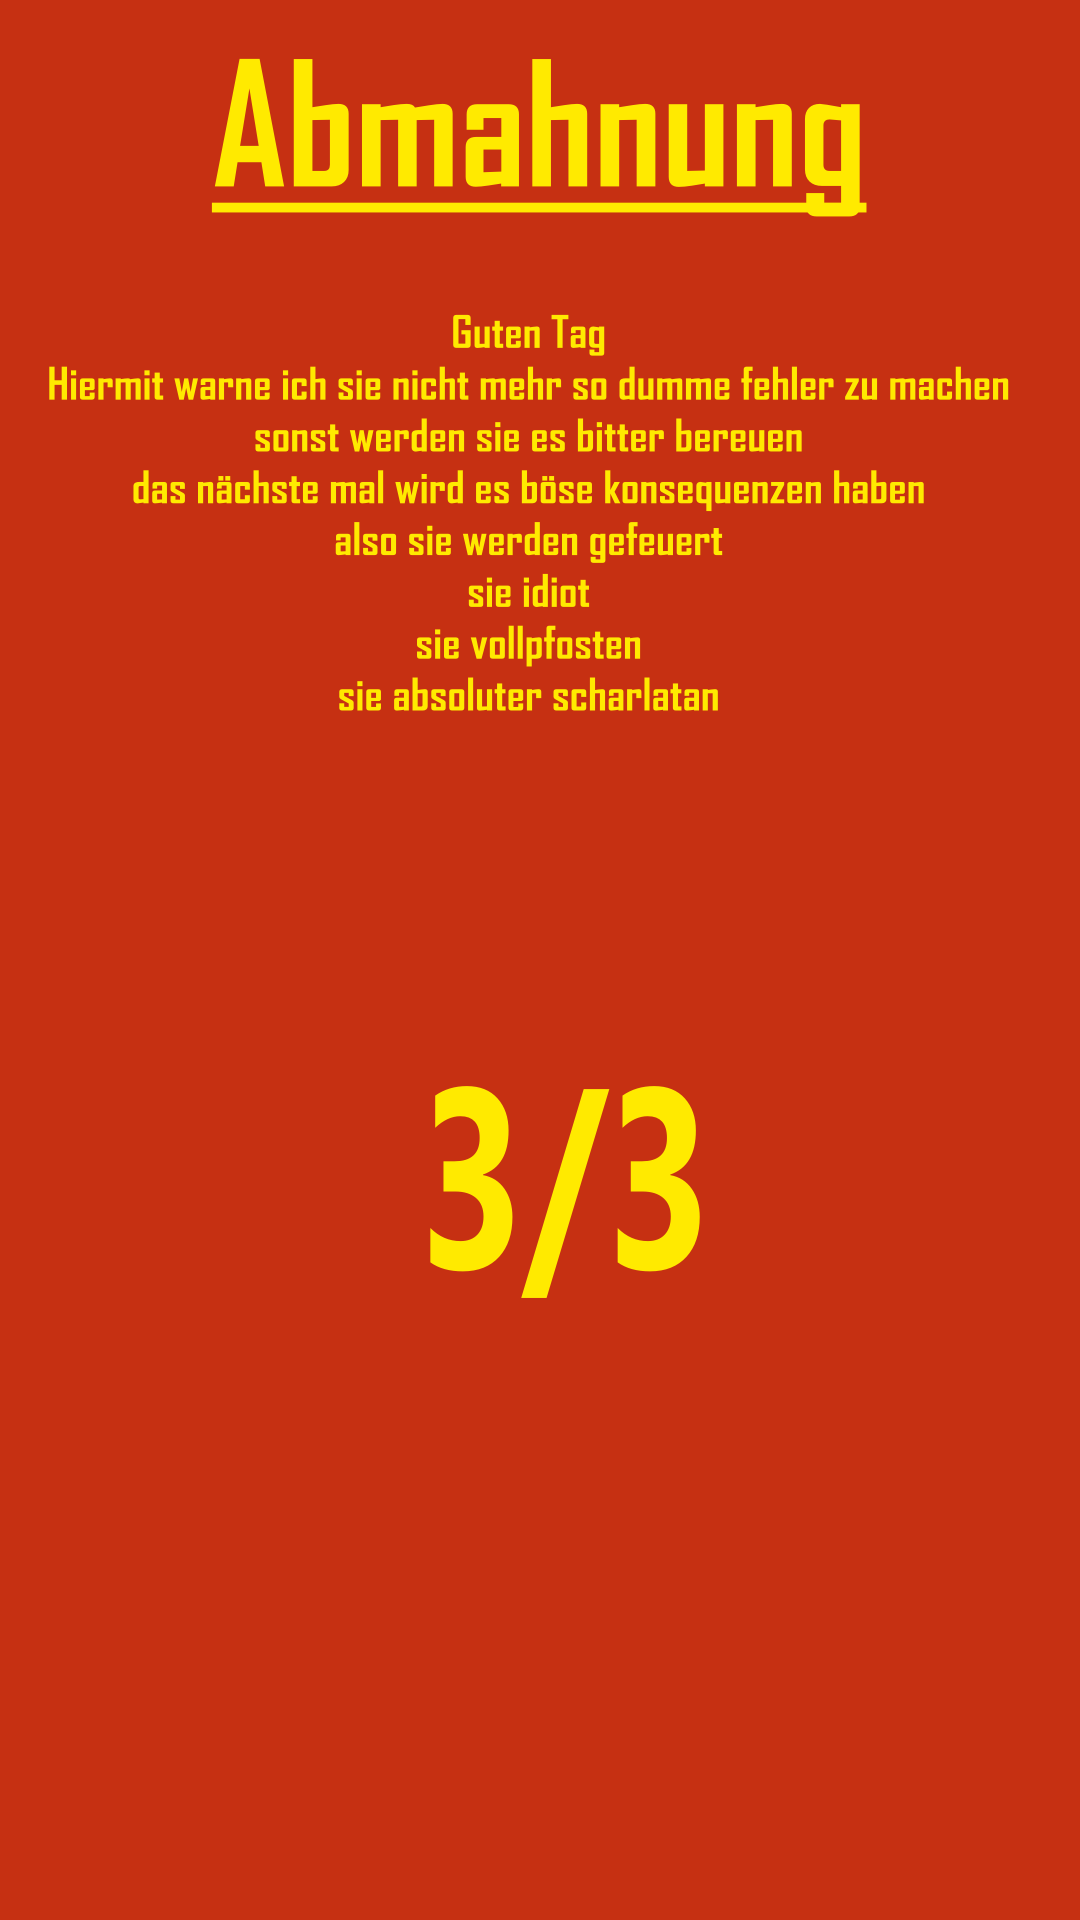 Abmahnung
Guten Tag
Hiermit warne ich sie nicht mehr so dumme fehler zu machen
sonst werden sie es bitter bereuen
das nächste mal wird es böse konsequenzen haben
also sie werden gefeuert
sie idiot
sie vollpfosten
sie absoluter scharlatan
3/3